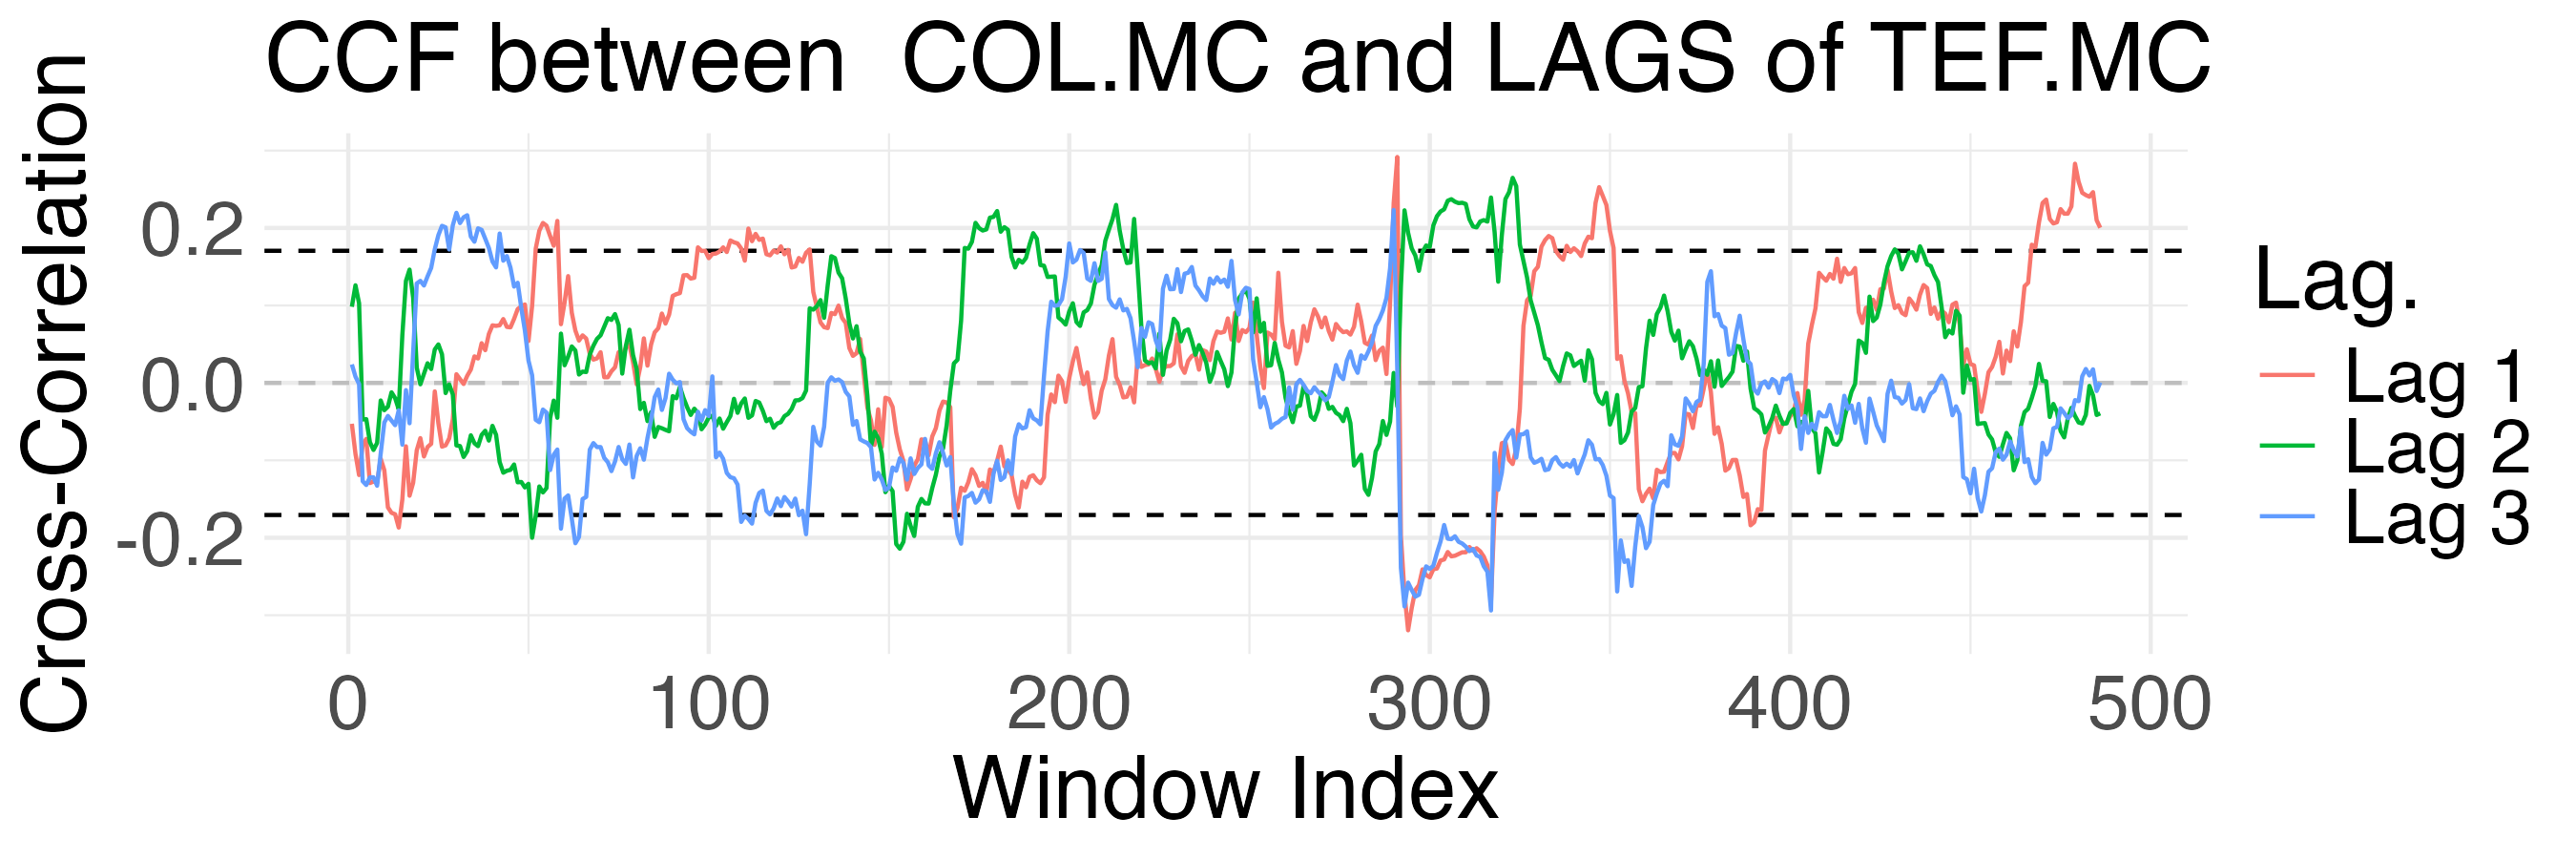 CCF between  COL.MC and LAGS of TEF.MC
Cross-Correlation
0.2
0.0
-0.2
0 100 200 300 400 500
Window Index
Lag.
Lag 1
Lag 2
Lag 3